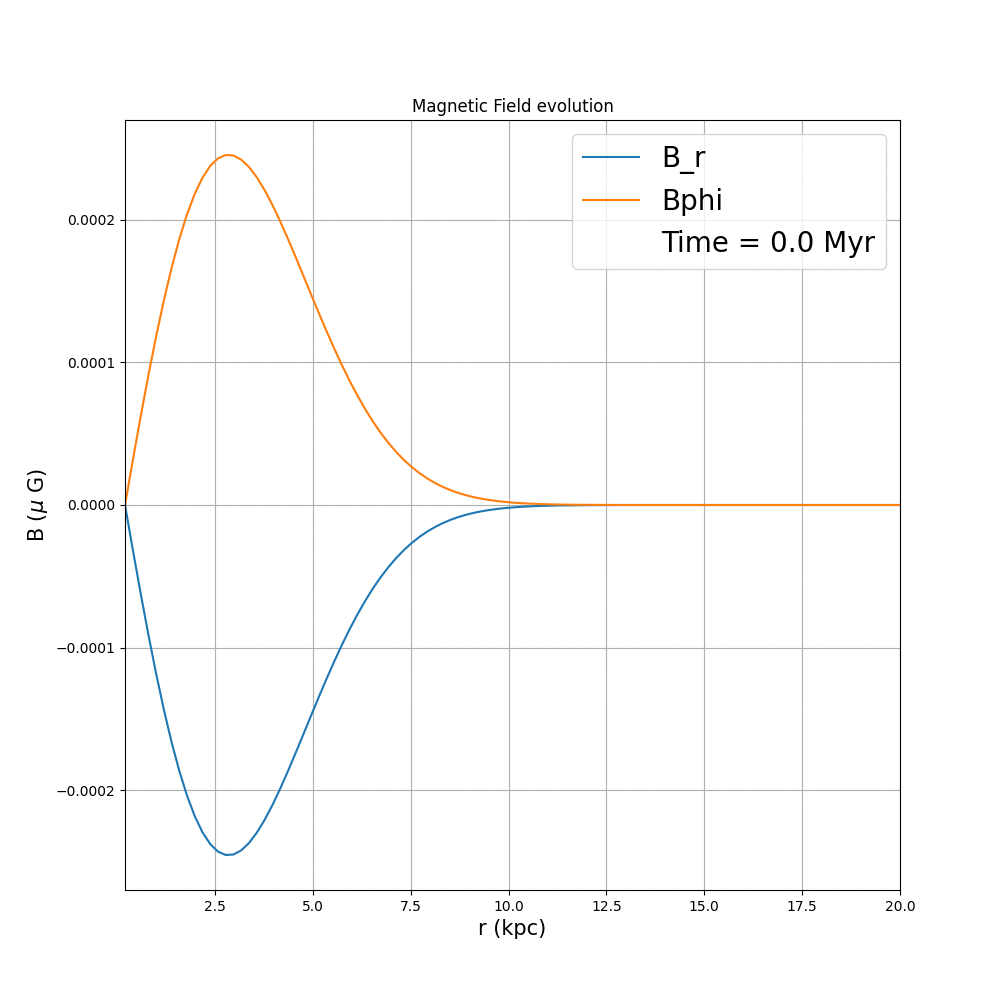 Magnetic Field evolution
B_r
Bphi
Time = 0.0 Myr
B (μ G)
0.0002
0.0001
0.0000
−0.0001
−0.0002
2.5 5.0 7.5 10.0 12.5 15.0 17.5 20.0
r (kpc)